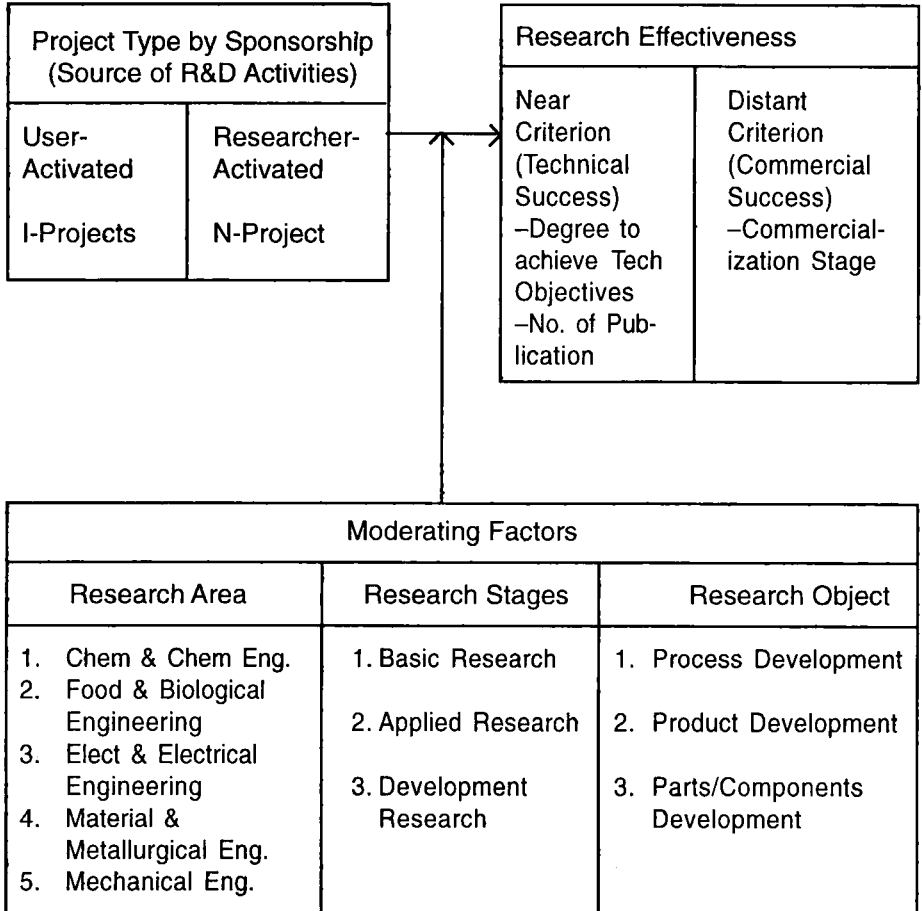 Project Type by Sponsorship
(Source of R&D Activities)
User-
Activated
I-Projects
Researcher-
Activated
N-Project
Research Effectiveness
Near
Criterion
(Technical
Success)
–Degree to
achieve Tech
Objectives
–No. of Pub-
lication
Distant
Criterion
(Commercial
Success)
–Commercial-
ization Stage
Moderating Factors
Research Area
1. Chem & Chem Eng.
2. Food & Biological
Engineering
3. Elect & Electrical
Engineering
4. Material &
Metallurgical Eng.
5. Mechanical Eng.
Research Stages
1. Basic Research
2. Applied Research
3. Development
Research
Research Object
1. Process Development
2. Product Development
3. Parts/Components
Development